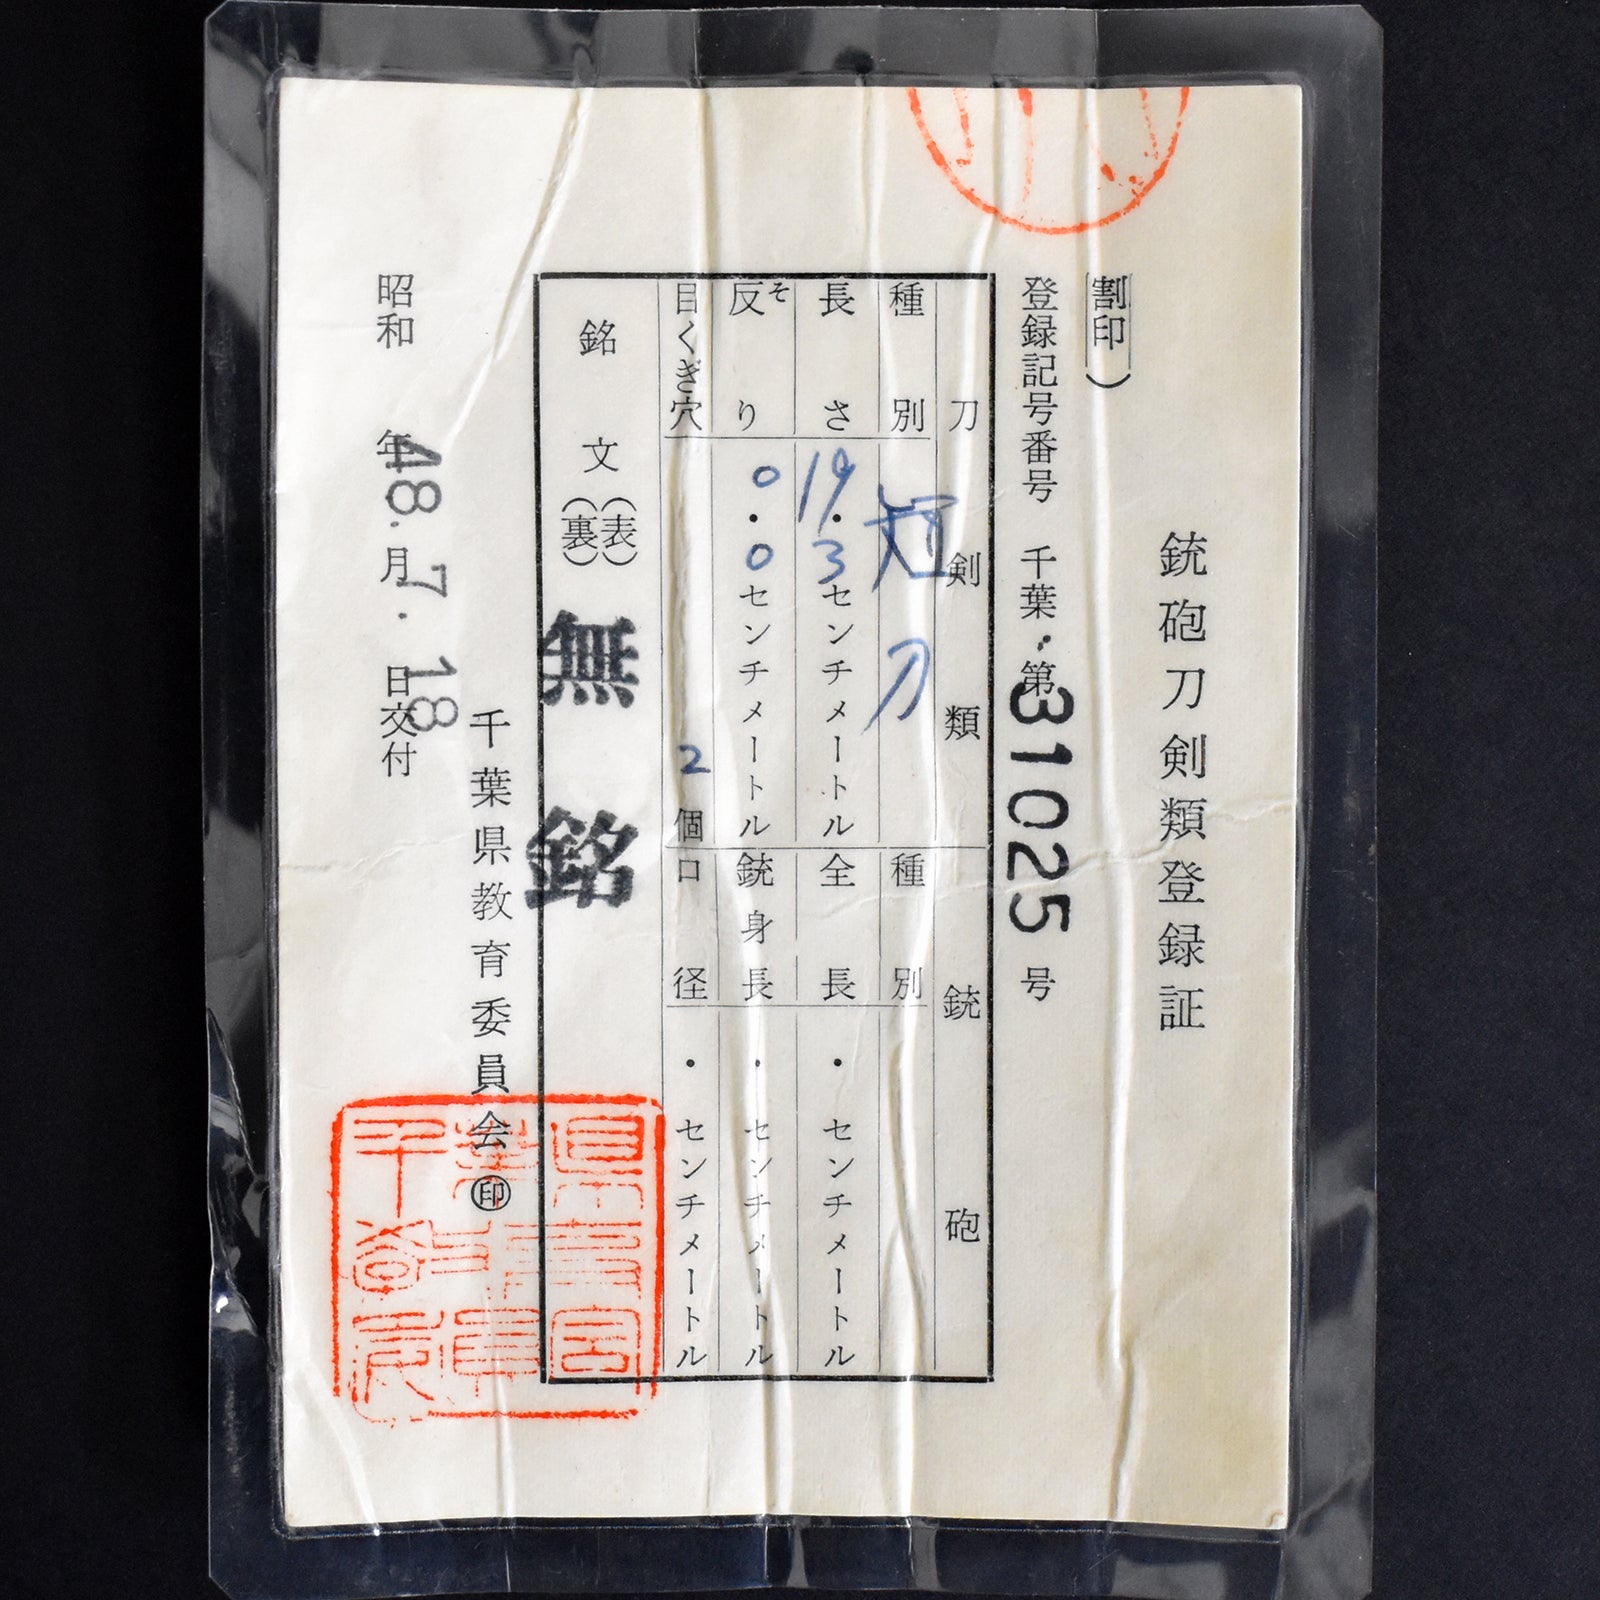 銃砲刀剣類登録証
(割印)
登録記号番号 千葉 第31025号
刀剣類 銃砲
種別 短刀 種別
長さ 19.3センチメートル 全長 ・センチメートル
反り 0.0センチメートル 銃身長 ・センチメートル
そ
目くぎ穴 2個 口径 ・センチメートル
銘文(表)(裏) 無銘
千葉県教育委員会㊞
昭和 年48.月7.日18交付